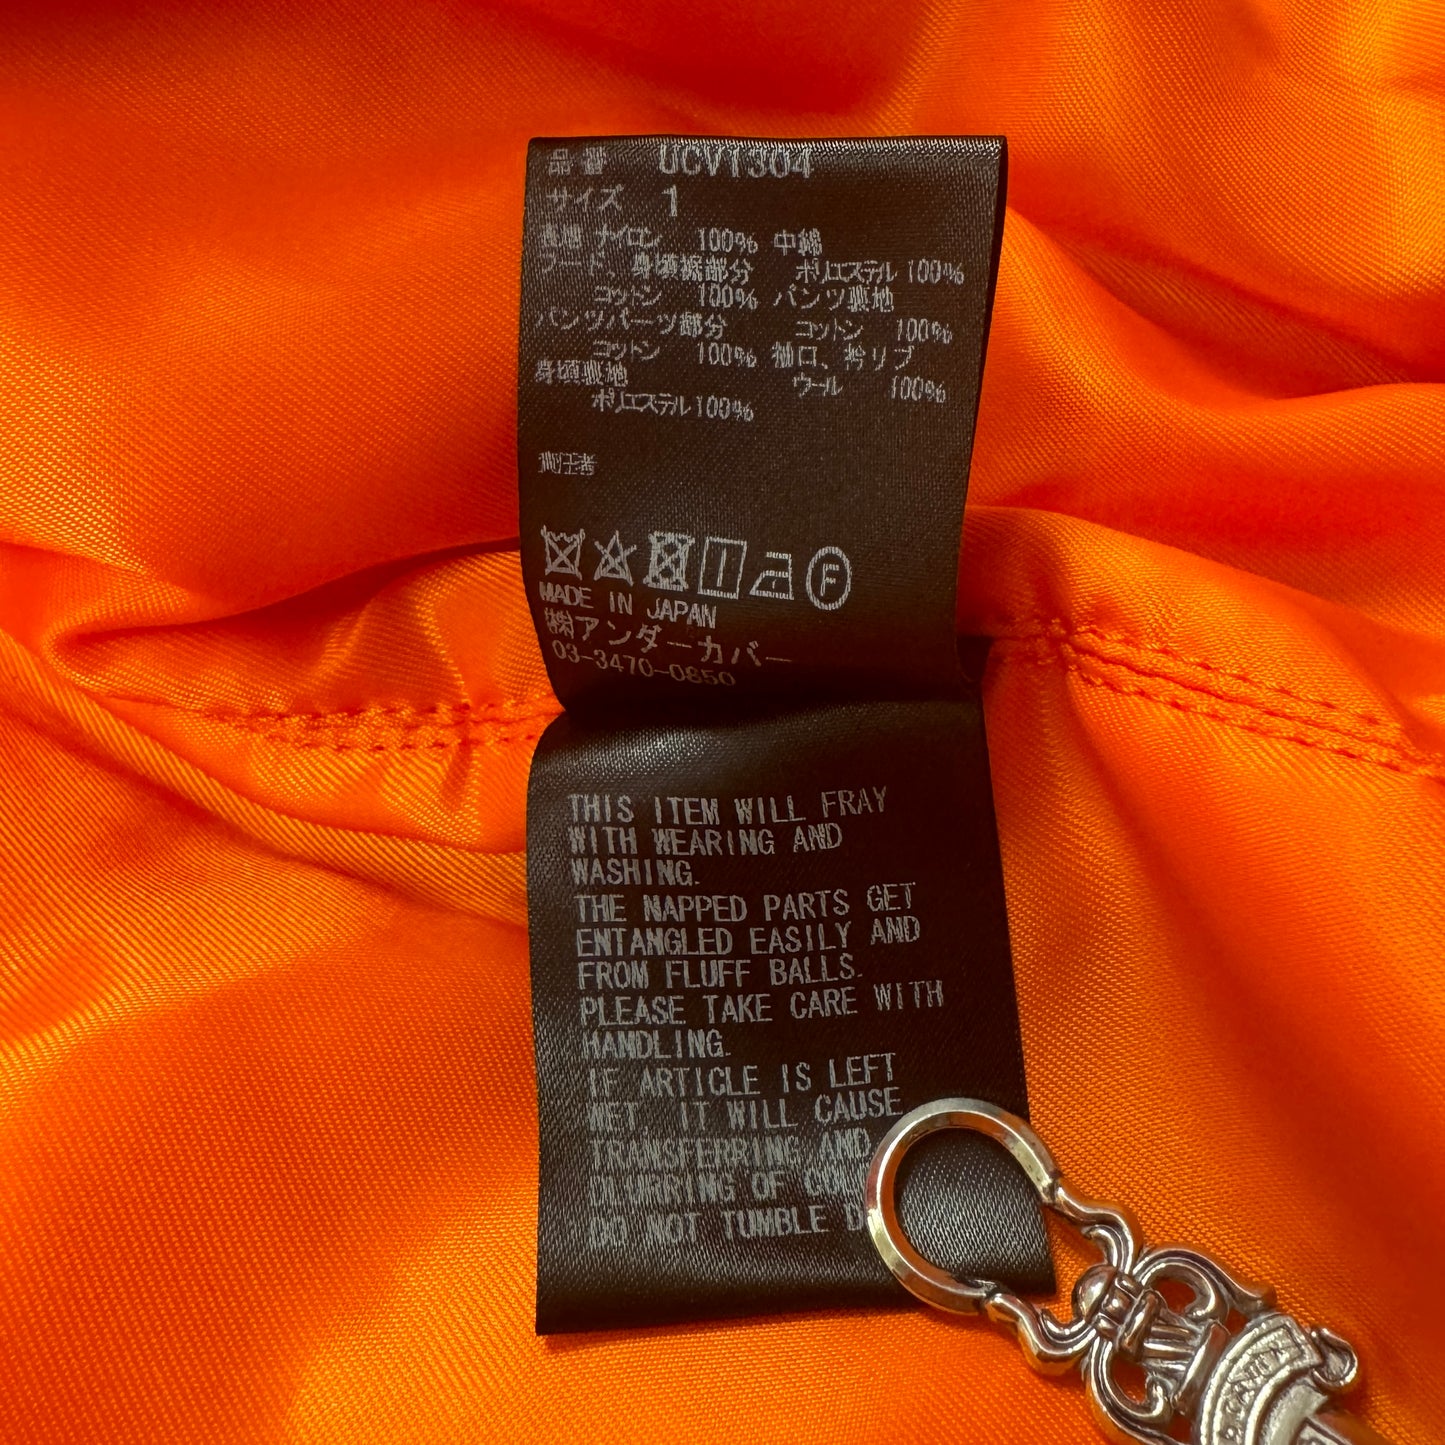 品番 UCV1304
サイズ 1
表地 ナイロン 100% 中綿
フード、身頃裾部分 ポリエステル 100%
コットン 100% パンツ裏地
パンツパーツ部分 コットン 100%
コットン 100% 袖口、衿リブ
身頃裏地 ウール 100%
ポリエステル 100%
F
MADE IN JAPAN
㈱アンダーカバー
03-3470-0650
THIS ITEM WILL FRAY
WITH WEARING AND
WASHING.
THE NAPPED PARTS GET
ENTANGLED EASILY AND
FROM FLUFF BALLS.
PLEASE TAKE CARE WITH
HANDLING.
IF ARTICLE IS LEFT
WET, IT WILL CAUSE
TRANSFERRING AND
BLURRING OF
DO NOT TUMBLE